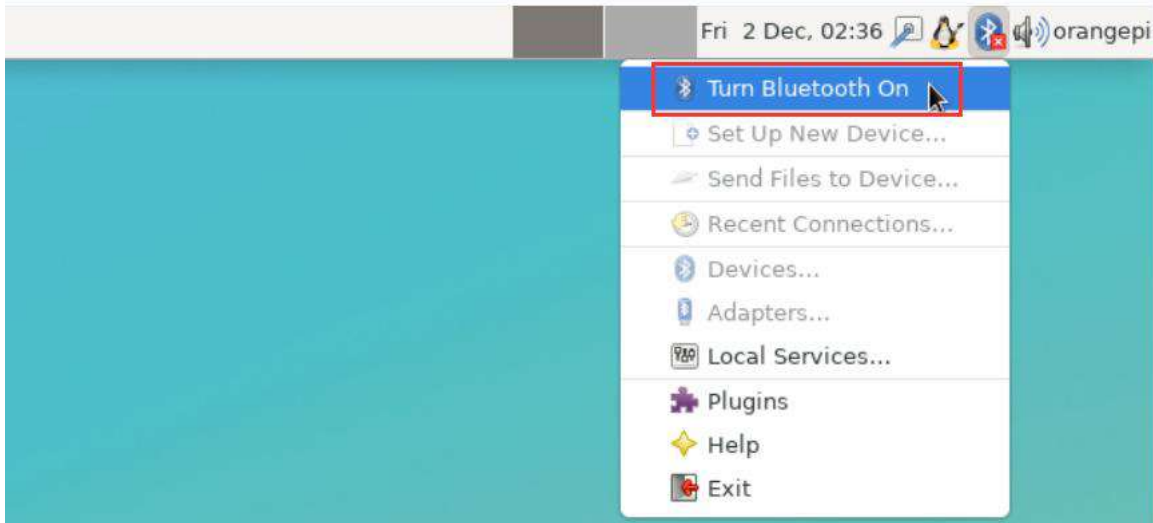 Fri 2 Dec, 02:36 orangepi
Turn Bluetooth On
Set Up New Device...
Send Files to Device...
Recent Connections...
Devices...
Adapters...
Local Services...
Plugins
Help
Exit